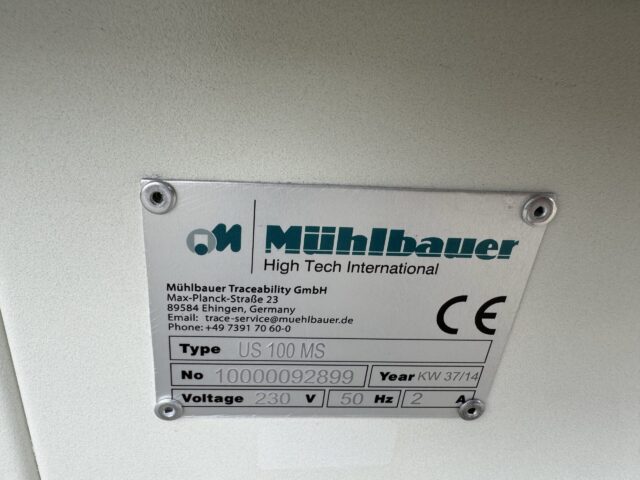 Mühlbauer
High Tech International
Mühlbauer Traceability GmbH
Max-Planck-Straße 23
89584 Ehingen, Germany
Email: trace-service@muehlbauer.de
Phone: +49 7391 70 60-0
CE
Type US 100 MS
No 10000092899 Year KW 37/14
Voltage 230 V 50 Hz 2 A